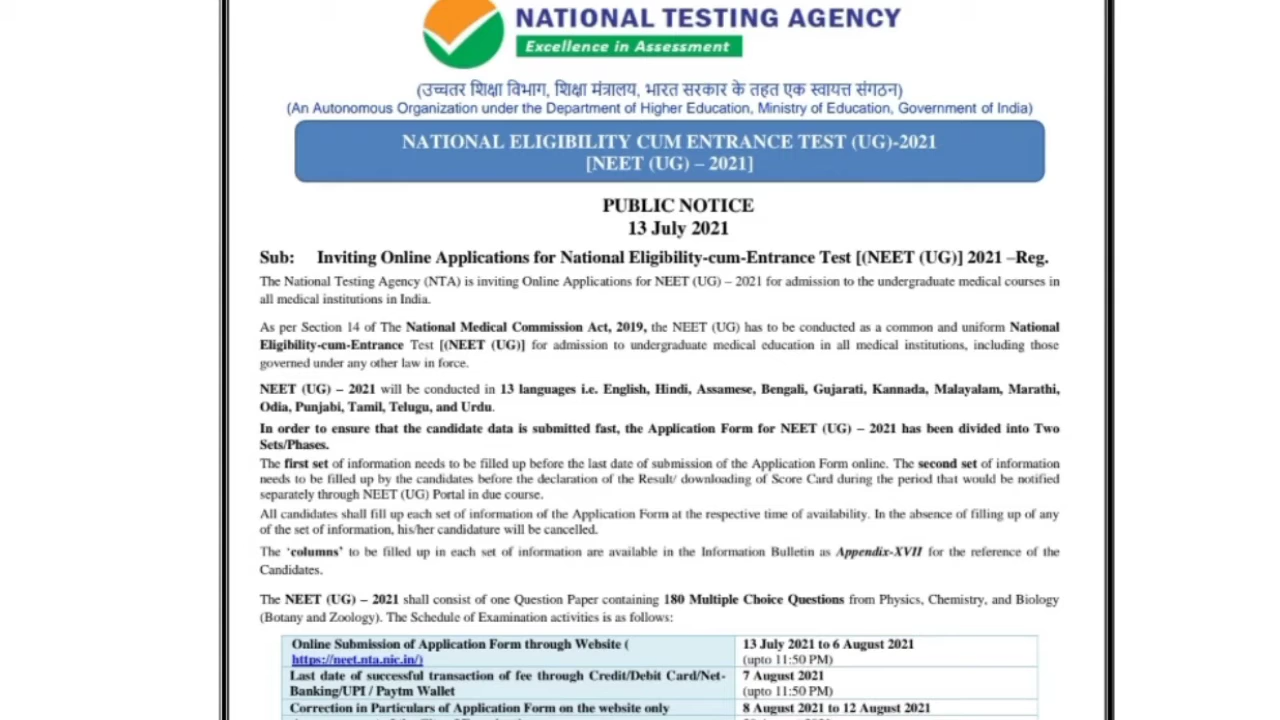 NATIONAL TESTING AGENCY
Excellence in Assessment
(उच्चतर शिक्षा विभाग, शिक्षा मंत्रालय, भारत सरकार के तहत एक स्वायत्त संगठन)
(An Autonomous Organization under the Department of Higher Education, Ministry of Education, Government of India)
NATIONAL ELIGIBILITY CUM ENTRANCE TEST (UG)-2021
[NEET (UG) – 2021]
PUBLIC NOTICE
13 July 2021
Sub: Inviting Online Applications for National Eligibility-cum-Entrance Test [(NEET (UG)] 2021 –Reg.
The National Testing Agency (NTA) is inviting Online Applications for NEET (UG) – 2021 for admission to the undergraduate medical courses in
all medical institutions in India.
As per Section 14 of The National Medical Commission Act, 2019, the NEET (UG) has to be conducted as a common and uniform National
Eligibility-cum-Entrance Test [(NEET (UG)] for admission to undergraduate medical education in all medical institutions, including those
governed under any other law in force.
NEET (UG) – 2021 will be conducted in 13 languages i.e. English, Hindi, Assamese, Bengali, Gujarati, Kannada, Malayalam, Marathi,
Odia, Punjabi, Tamil, Telugu, and Urdu.
In order to ensure that the candidate data is submitted fast, the Application Form for NEET (UG) – 2021 has been divided into Two
Sets/Phases.
The first set of information needs to be filled up before the last date of submission of the Application Form online. The second set of information
needs to be filled up by the candidates before the declaration of the Result/ downloading of Score Card during the period that would be notified
separately through NEET (UG) Portal in due course.
All candidates shall fill up each set of information of the Application Form at the respective time of availability. In the absence of filling up of any
of the set of information, his/her candidature will be cancelled.
The ‘columns’ to be filled up in each set of information are available in the Information Bulletin as Appendix-XVII for the reference of the
Candidates.
The NEET (UG) – 2021 shall consist of one Question Paper containing 180 Multiple Choice Questions from Physics, Chemistry, and Biology
(Botany and Zoology). The Schedule of Examination activities is as follows:
Online Submission of Application Form through Website (
https://neet.nta.nic.in/)
13 July 2021 to 6 August 2021
(upto 11:50 PM)
Last date of successful transaction of fee through Credit/Debit Card/Net-
Banking/UPI / Paytm Wallet
7 August 2021
(upto 11:50 PM)
Correction in Particulars of Application Form on the website only
8 August 2021 to 12 August 2021